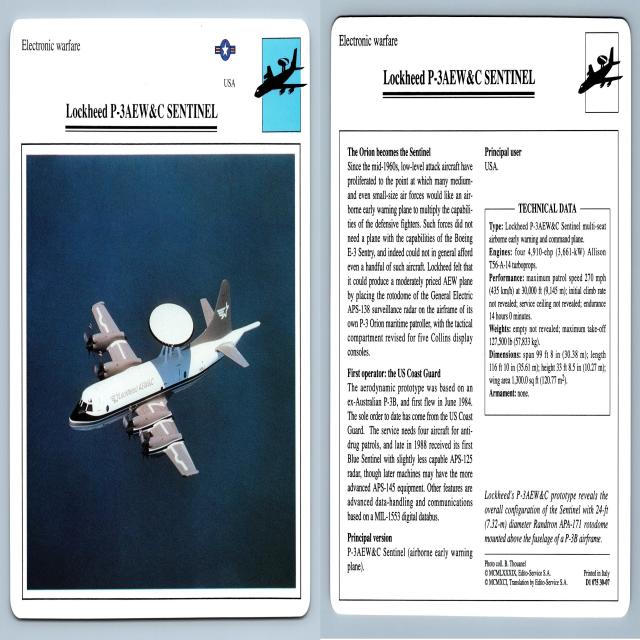 Electronic warfare
USA
Lockheed P-3AEW&C SENTINEL
LOCKHEED AEW&C
Electronic warfare
Lockheed P-3AEW&C SENTINEL
The Orion becomes the Sentinel
Since the mid-1960s, low-level attack aircraft have
proliferated to the point at which many medium-
and even small-size air forces would like an air-
borne early warning plane to multiply the capabili-
ties of the defensive fighters. Such forces did not
need a plane with the capabilities of the Boeing
E-3 Sentry, and indeed could not in general afford
even a handful of such aircraft. Lockheed felt that
it could produce a moderately priced AEW plane
by placing the rotodome of the General Electric
APS-138 surveillance radar on the airframe of its
own P-3 Orion maritime patroller, with the tactical
compartment revised for five Collins display
consoles.
First operator: the US Coast Guard
The aerodynamic prototype was based on an
ex-Australian P-3B, and first flew in June 1984.
The sole order to date has come from the US Coast
Guard. The service needs four aircraft for anti-
drug patrols, and late in 1988 received its first
Blue Sentinel with slightly less capable APS-125
radar, though later machines may have the more
advanced APS-145 equipment. Other features are
advanced data-handling and communications
based on a MIL-1553 digital databus.
Principal version
P-3AEW&C Sentinel (airborne early warning
plane).
Principal user
USA.
TECHNICAL DATA
Type: Lockheed P-3AEW&C Sentinel multi-seat
airborne early warning and command plane.
Engines: four 4,910-ehp (3,661-kW) Allison
T56-A-14 turboprops.
Performance: maximum patrol speed 270 mph
(435 km/h) at 30,000 ft (9,145 m); initial climb rate
not revealed; service ceiling not revealed; endurance
14 hours 0 minutes.
Weights: empty not revealed; maximum take-off
127,500 lb (57,833 kg).
Dimensions: span 99 ft 8 in (30.38 m); length
116 ft 10 in (35.61 m); height 33 ft 8.5 in (10.27 m);
wing area 1,300.0 sq ft (120.77 m²).
Armament: none.
Lockheed's P-3AEW&C prototype reveals the
overall configuration of the Sentinel with 24-ft
(7.32-m) diameter Randtron APA-171 rotodome
mounted above the fuselage of a P-3B airframe.
Photo coll. B. Thouanel
© MCMLXXXIX, Edito-Service S.A.
© MCMXCI, Translation by Edito-Service S.A.
Printed in Italy
D1 075 30-07